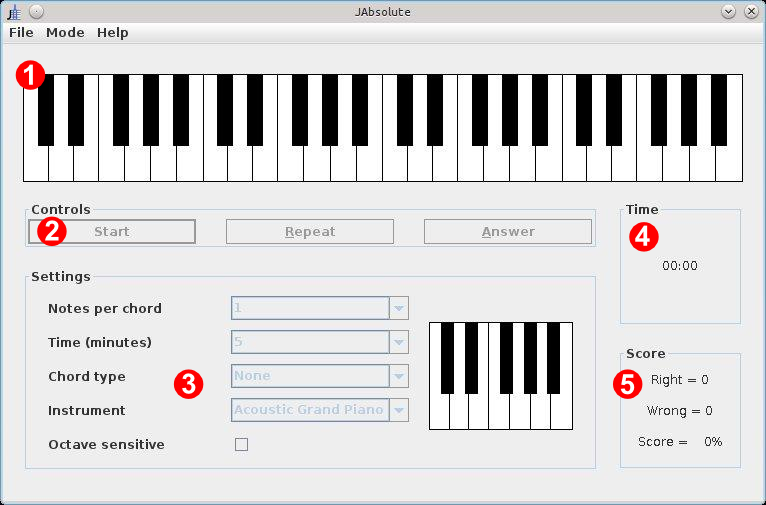 JAbsolute
File Mode Help
1
Controls
2 Start Repeat Answer
Time
4
00:00
Settings
Notes per chord 1
Time (minutes) 5
Chord type None
3
Instrument Acoustic Grand Piano
Octave sensitive
Score
5 Right = 0
Wrong = 0
Score = 0%